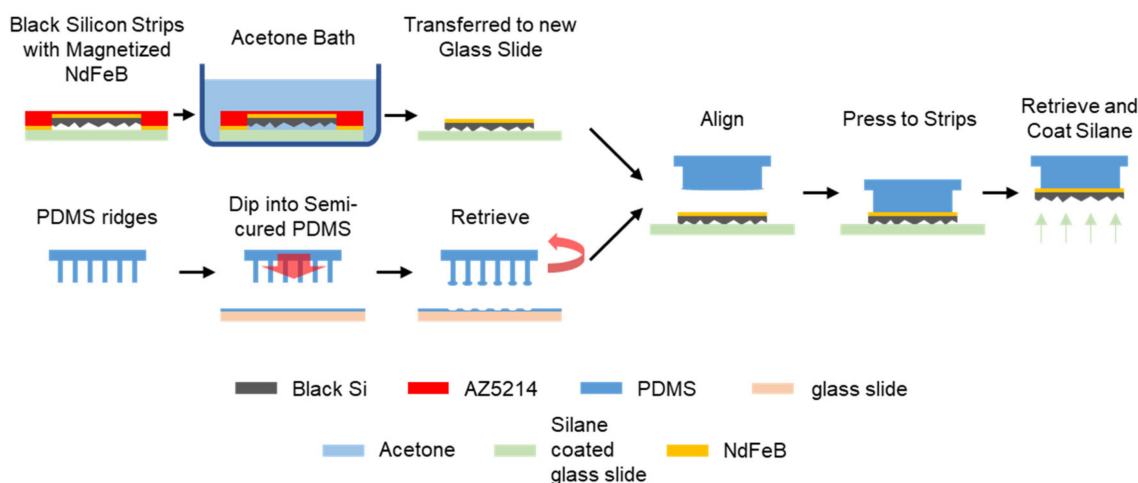 Black Silicon Strips
with Magnetized
NdFeB
Acetone Bath
Transferred to new
Glass Slide
Align
Press to Strips
Retrieve and
Coat Silane
PDMS ridges
Dip into Semi-
cured PDMS
Retrieve
Black Si
AZ5214
PDMS
glass slide
Acetone
Silane
coated
glass slide
NdFeB